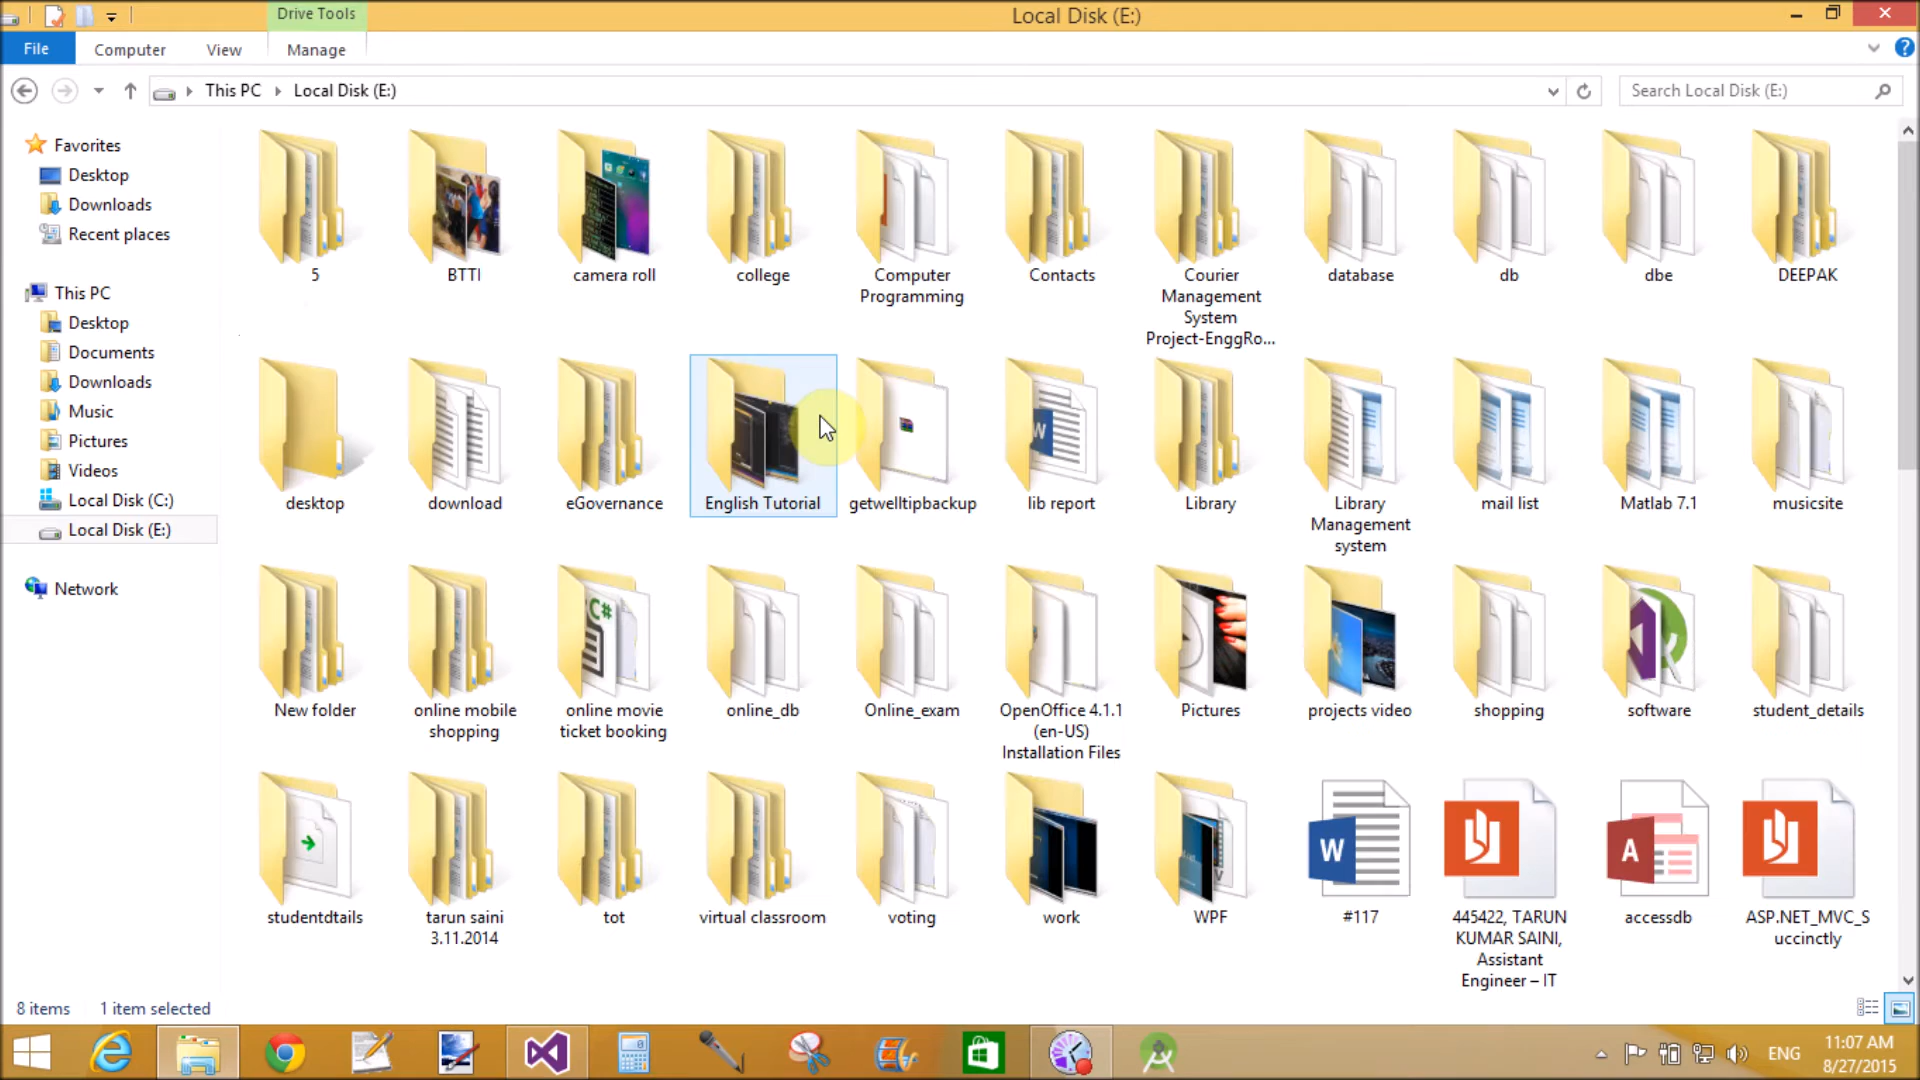 Drive Tools
Local Disk (E:)
File
Computer
View
Manage
This PC
Local Disk (E:)
Search Local Disk (E:)
Favorites
Desktop
Downloads
Recent places
This PC
Desktop
Documents
Downloads
Music
Pictures
Videos
Local Disk (C:)
Local Disk (E:)
Network
5
BTTI
camera roll
college
Computer
Programming
Contacts
Courier
Management
System
Project-EnggRo...
database
db
dbe
DEEPAK
desktop
download
eGovernance
English Tutorial
getwelltipbackup
lib report
Library
Library
Management
system
mail list
Matlab 7.1
musicsite
New folder
online mobile
shopping
online movie
ticket booking
online_db
Online_exam
OpenOffice 4.1.1
(en-US)
Installation Files
Pictures
projects video
shopping
software
student_details
studentdtails
tarun saini
3.11.2014
tot
virtual classroom
voting
work
WPF
#117
445422, TARUN
KUMAR SAINI,
Assistant
Engineer – IT
accessdb
ASP.NET_MVC_S
uccinctly
8 items
1 item selected
ENG
11:07 AM
8/27/2015